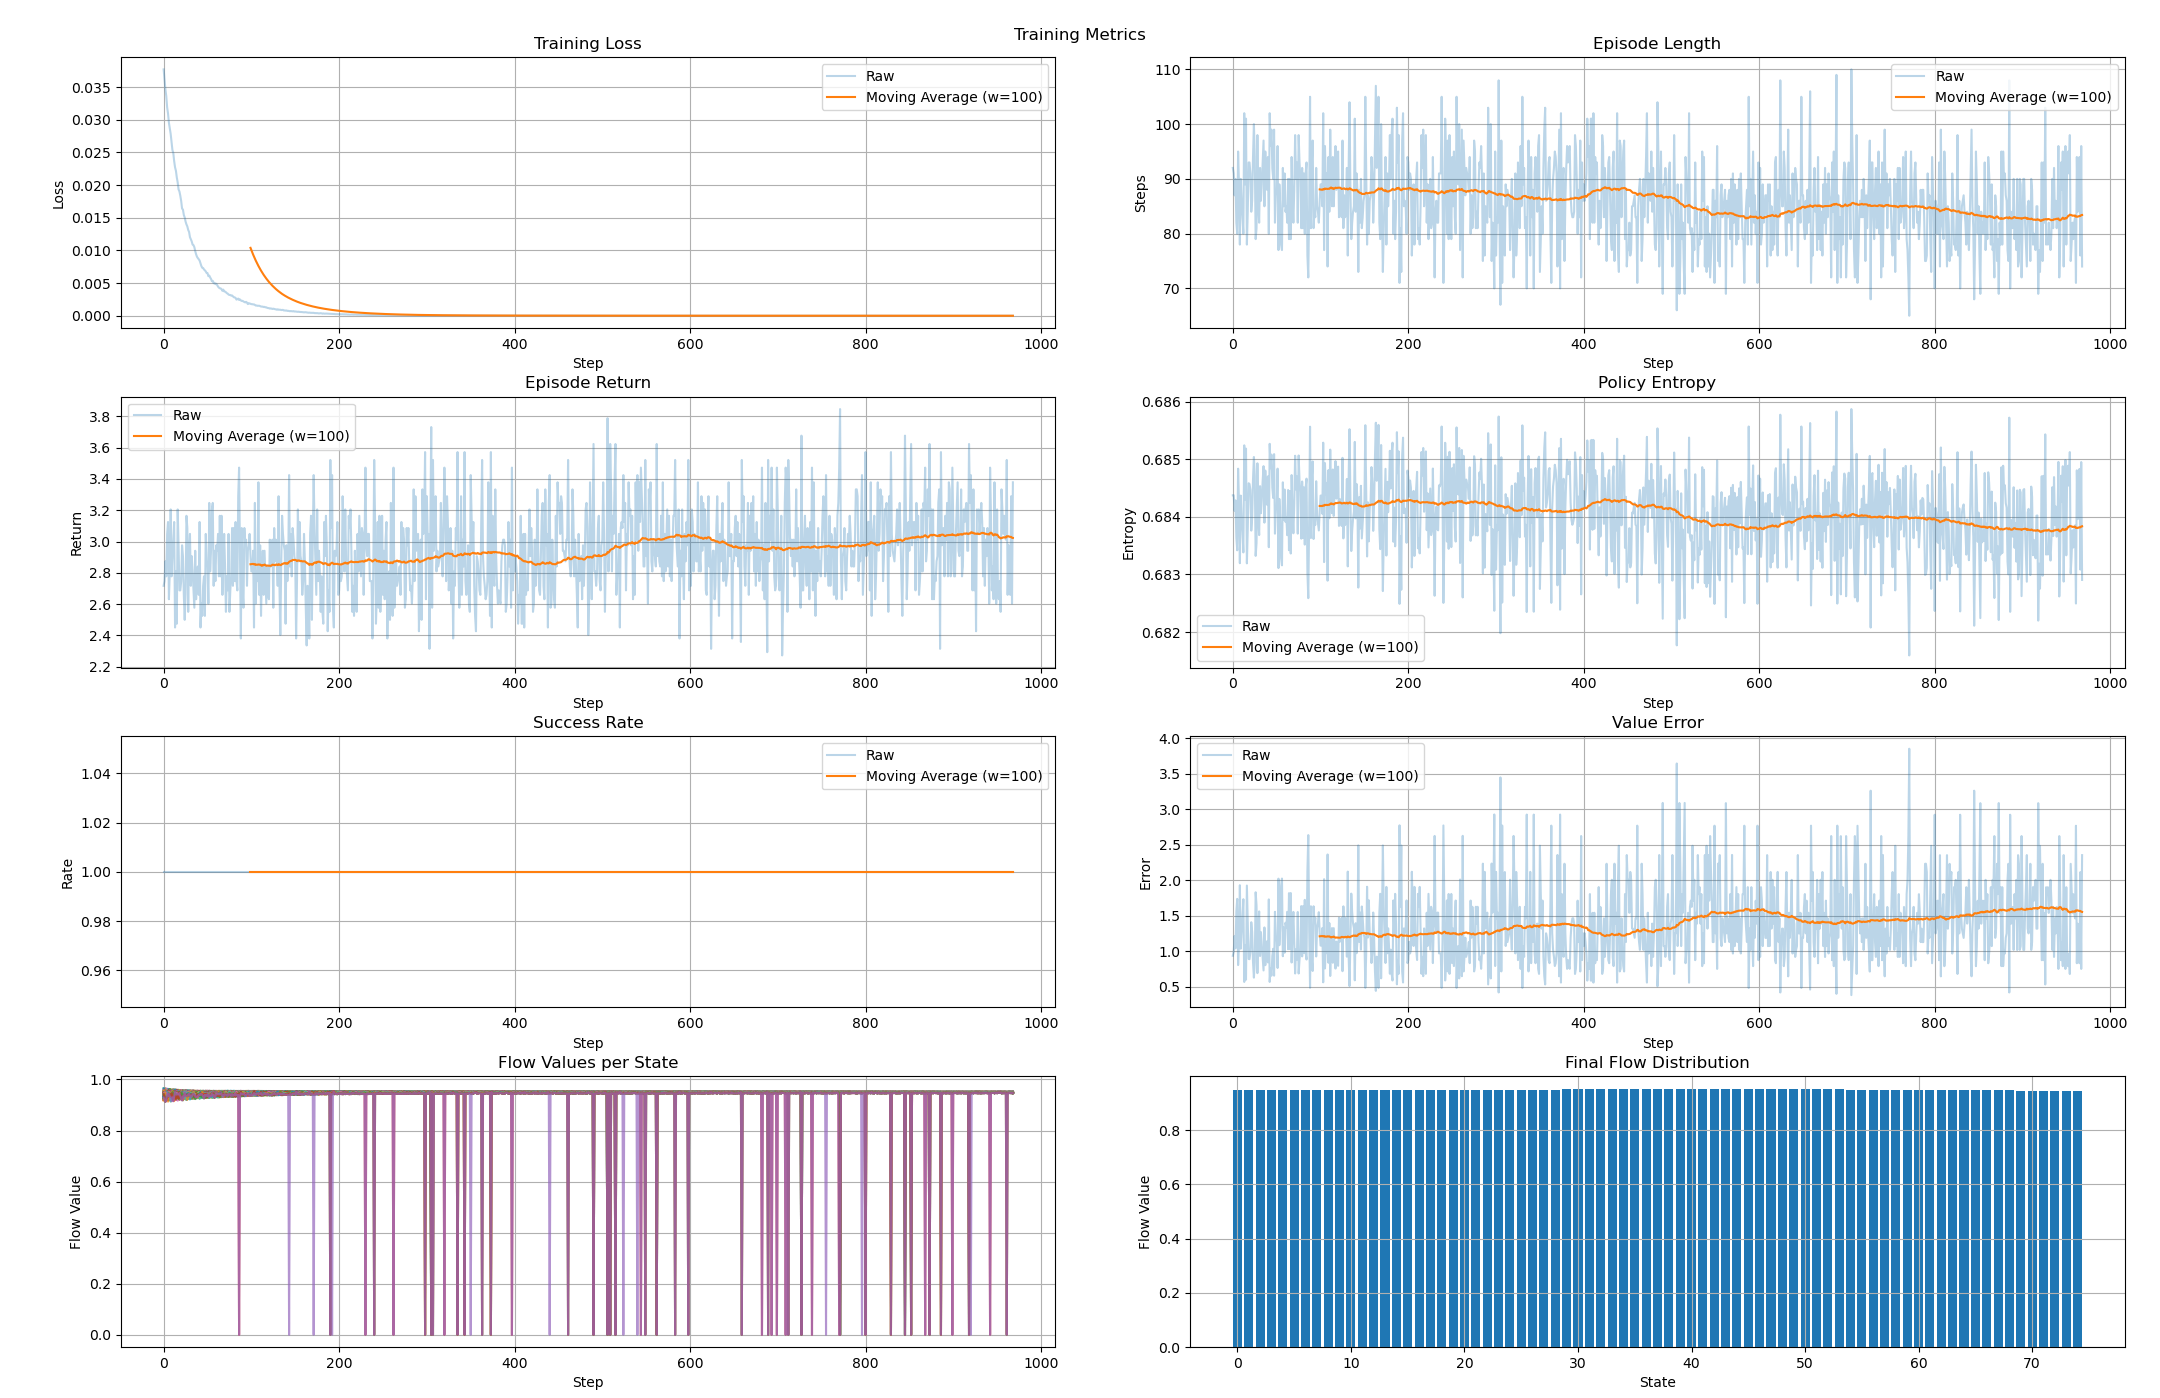 Training Metrics
Training Loss
0.035
0.030
0.025
0.020
0.015
0.010
0.005
0.000
Loss
Raw
Moving Average (w=100)
0 200 400 600 800 1000
Step
Episode Length
110
100
90
80
70
Steps
Raw
Moving Average (w=100)
0 200 400 600 800 1000
Step
Episode Return
3.8
3.6
3.4
3.2
3.0
2.8
2.6
2.4
2.2
Return
Raw
Moving Average (w=100)
0 200 400 600 800 1000
Step
Policy Entropy
0.686
0.685
0.684
0.683
0.682
Entropy
Raw
Moving Average (w=100)
0 200 400 600 800 1000
Step
Success Rate
1.04
1.02
1.00
0.98
0.96
Rate
Raw
Moving Average (w=100)
0 200 400 600 800 1000
Step
Value Error
4.0
3.5
3.0
2.5
2.0
1.5
1.0
0.5
Error
Raw
Moving Average (w=100)
0 200 400 600 800 1000
Step
Flow Values per State
1.0
0.8
0.6
0.4
0.2
0.0
Flow Value
0 200 400 600 800 1000
Step
Final Flow Distribution
0.8
0.6
0.4
0.2
0.0
Flow Value
0 10 20 30 40 50 60 70
State